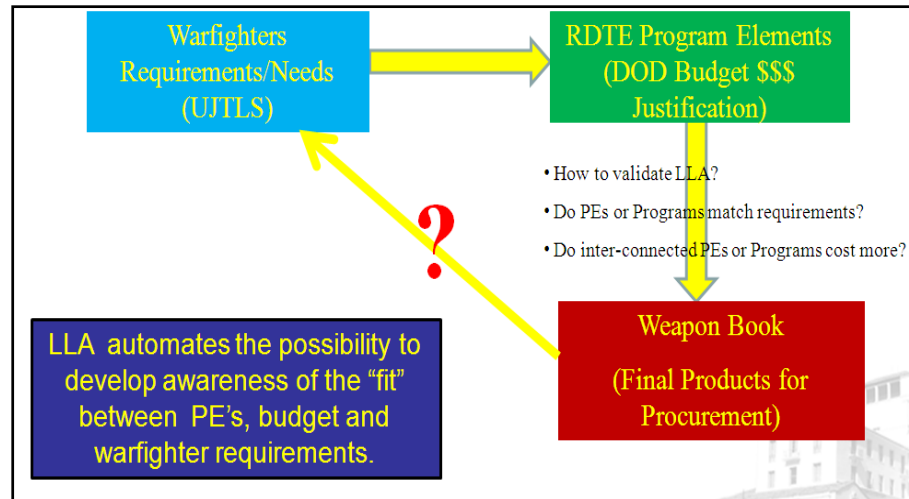 Warfighters
Requirements/Needs
(UJTLS)
RDTE Program Elements
(DOD Budget $$$
Justification)
• How to validate LLA?
• Do PEs or Programs match requirements?
• Do inter-connected PEs or Programs cost more?
?
LLA automates the possibility to
develop awareness of the “fit”
between PE’s, budget and
warfighter requirements.
Weapon Book
(Final Products for
Procurement)